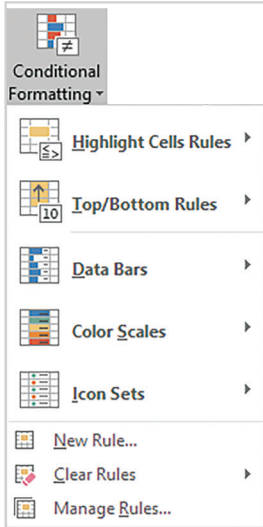 Conditional
Formatting
Highlight Cells Rules
Top/Bottom Rules
10
Data Bars
Color Scales
Icon Sets
New Rule...
Clear Rules
Manage Rules...